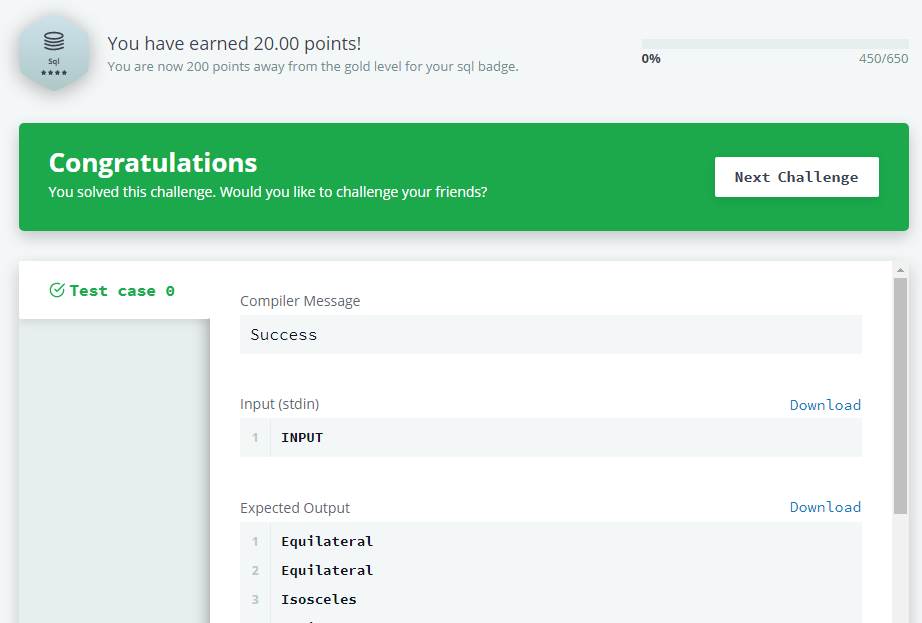 Sql
★★★★
You have earned 20.00 points!
You are now 200 points away from the gold level for your sql badge.
0%
450/650
Congratulations
You solved this challenge. Would you like to challenge your friends?
Next Challenge
Test case 0
Compiler Message
Success
Input (stdin)
Download
1 INPUT
Expected Output
Download
1 Equilateral
2 Equilateral
3 Isosceles